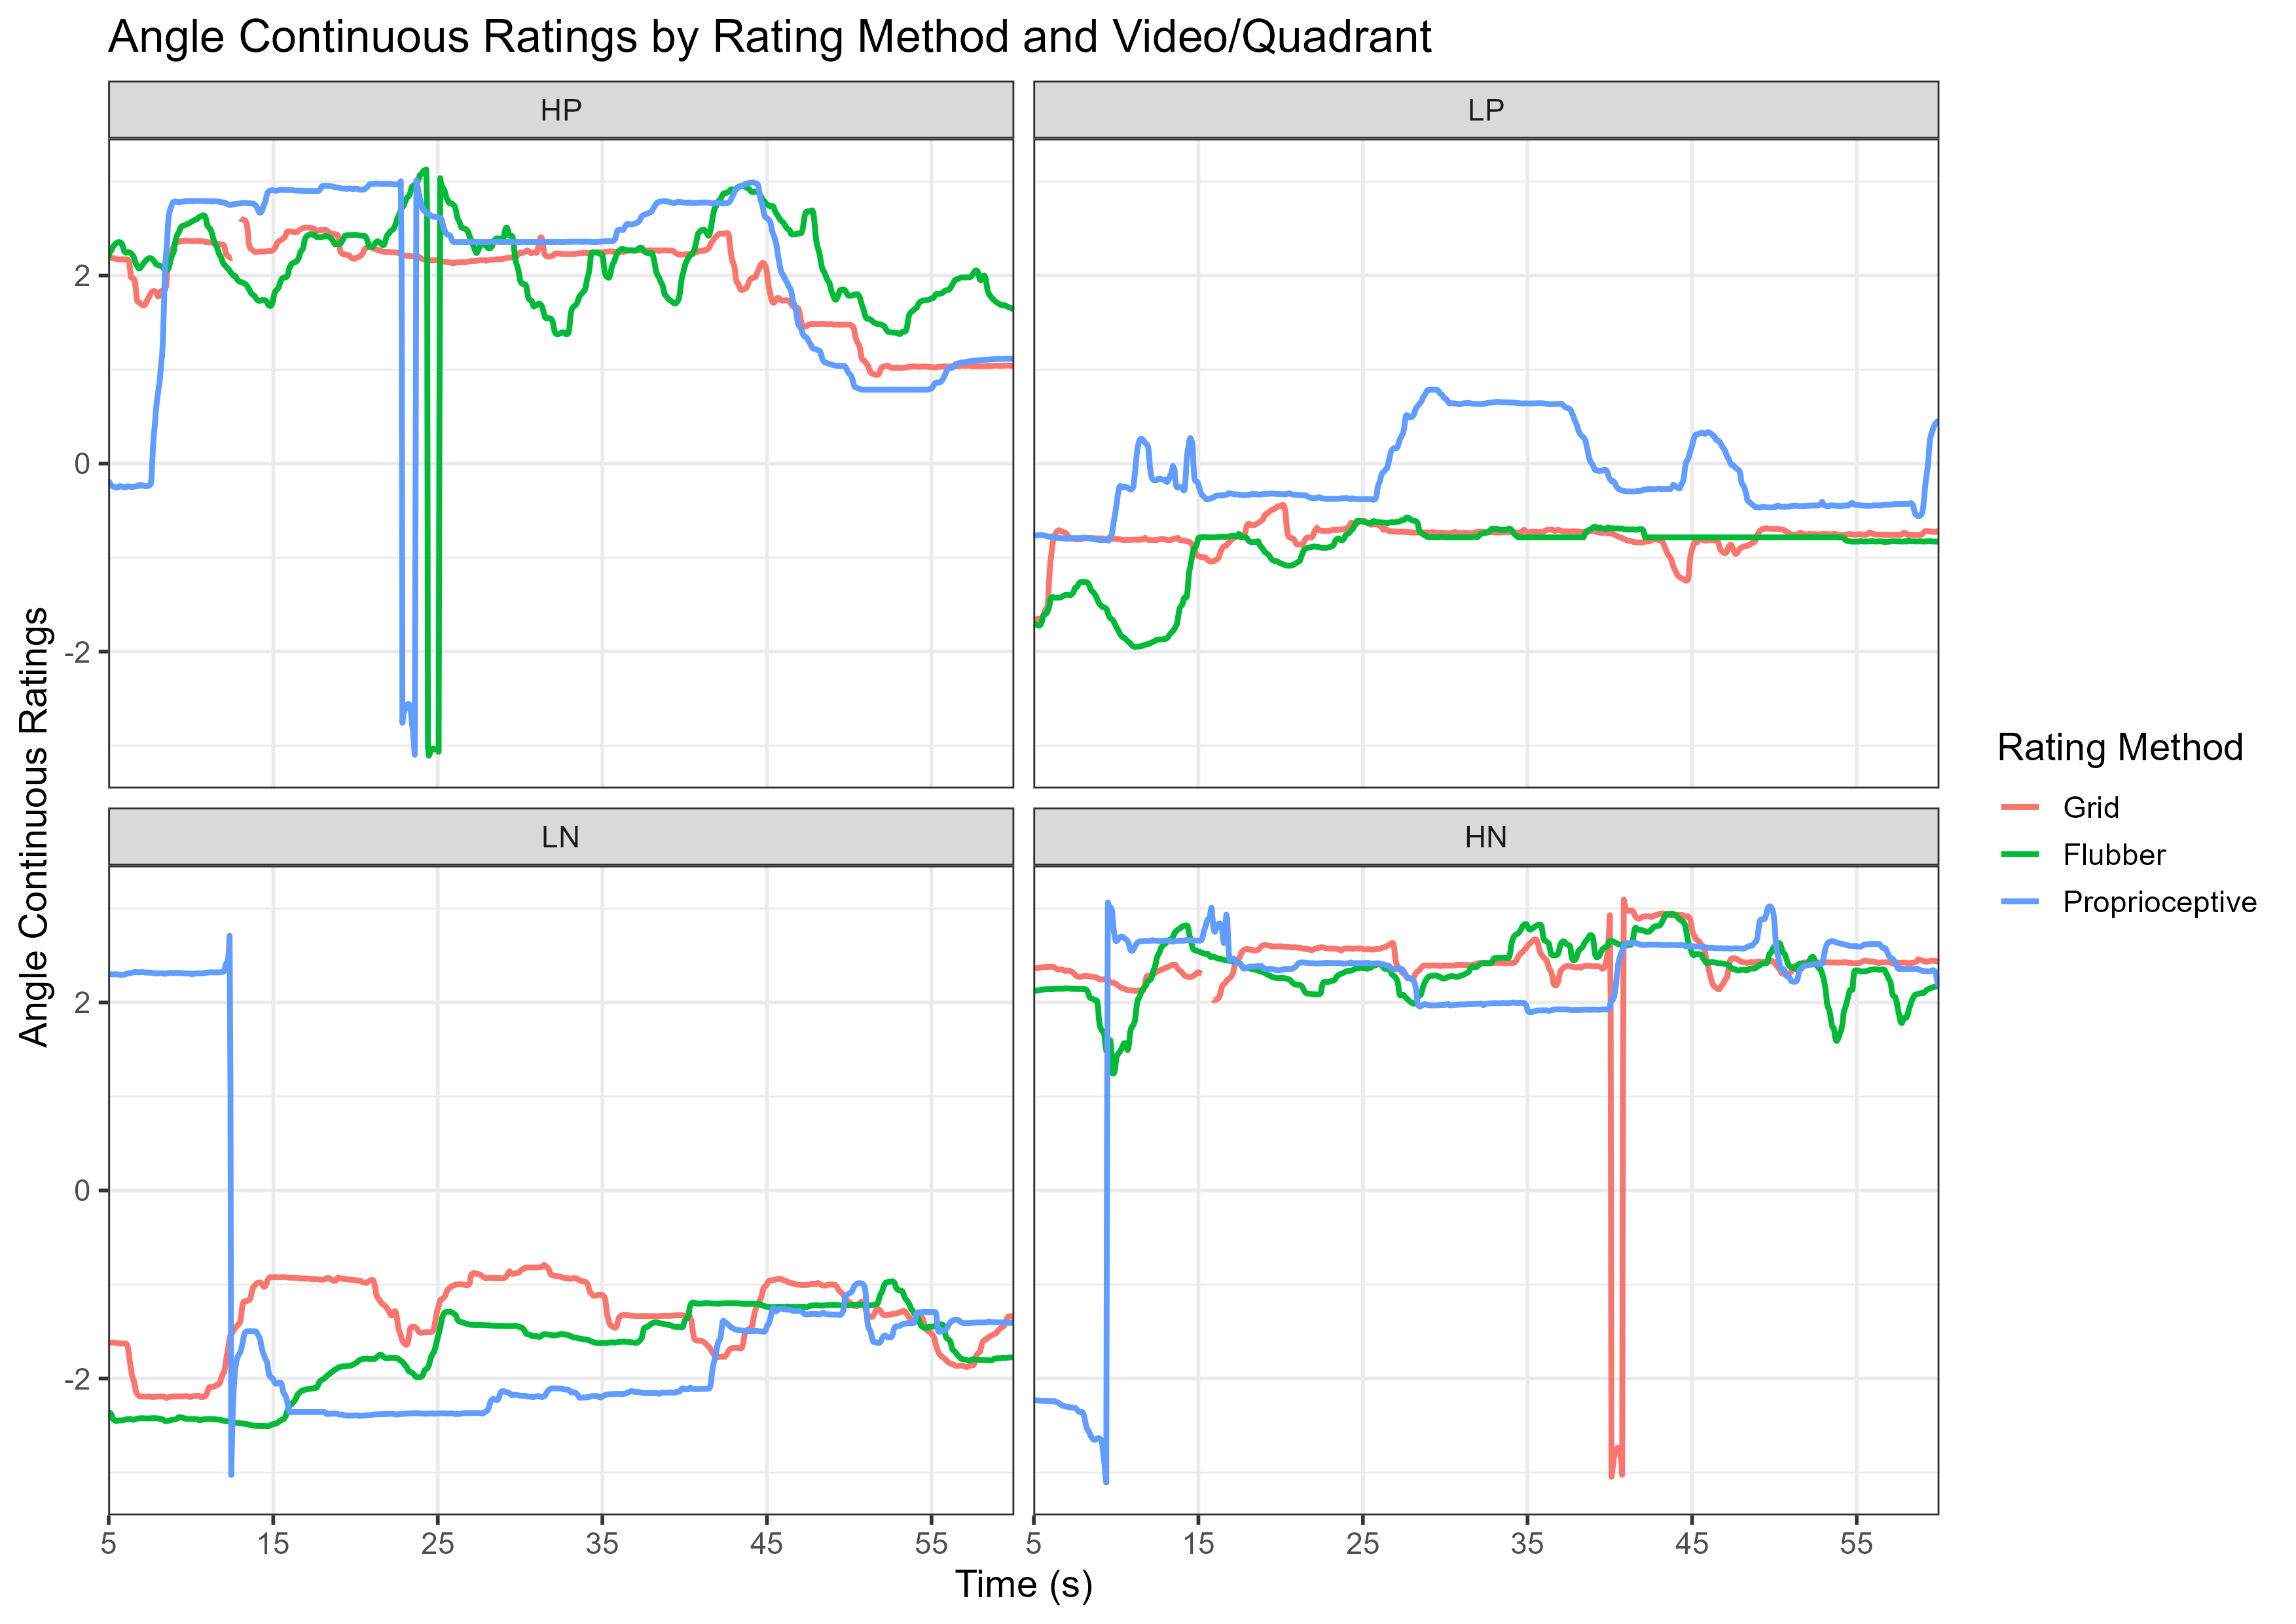 Angle Continuous Ratings by Rating Method and Video/Quadrant
HP
LP
2
0
-2
LN
HN
2
0
-2
5 15 25 35 45 55
5 15 25 35 45 55
Time (s)
Angle Continuous Ratings
Rating Method
Grid
Flubber
Proprioceptive